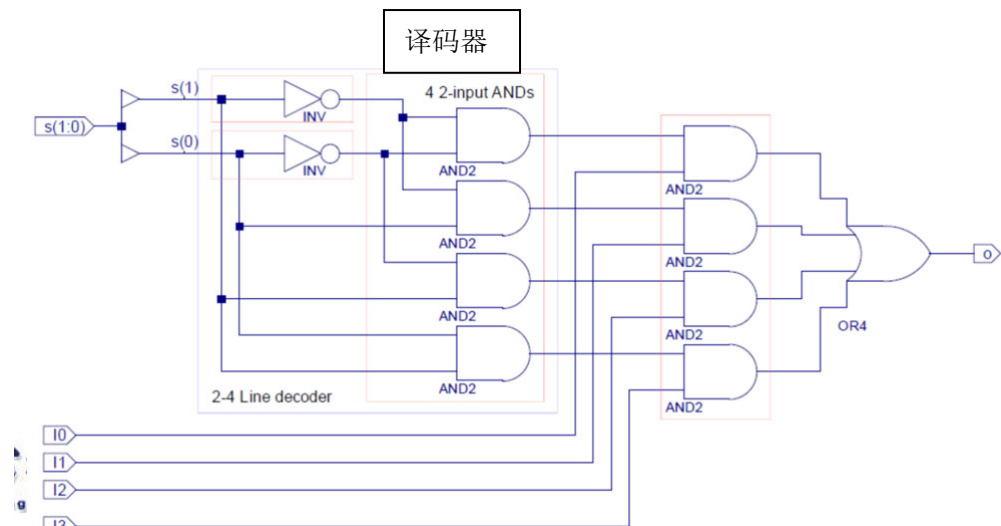 译码器
s(1:0)
s(1)
s(0)
INV
INV
4 2-input ANDs
AND2
AND2
AND2
AND2
2-4 Line decoder
AND2
AND2
AND2
AND2
OR4
o
I0
I1
I2
I3
g